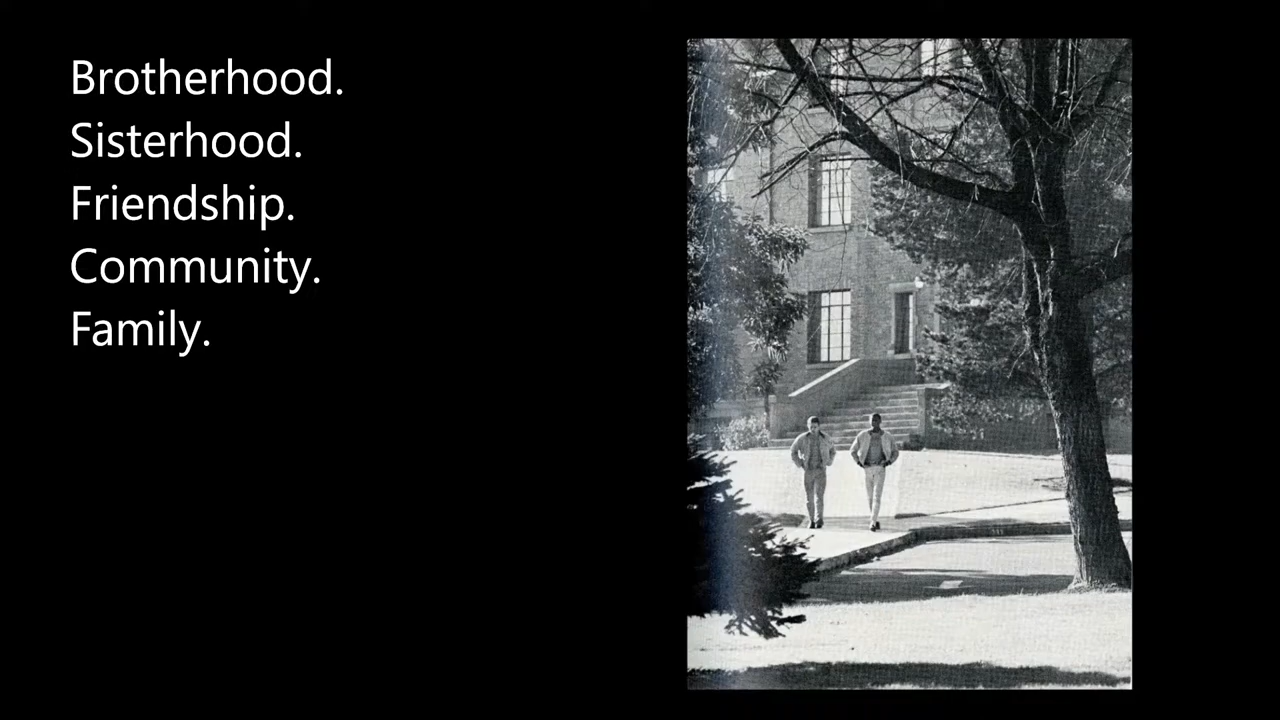 Brotherhood.
Sisterhood.
Friendship.
Community.
Family.